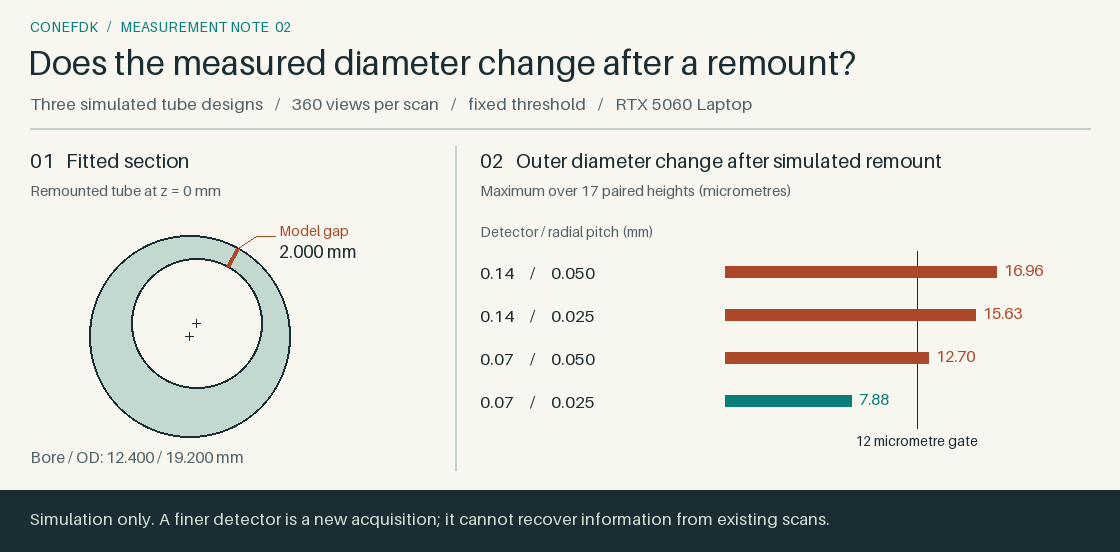 CONEFDK / MEASUREMENT NOTE 02
Does the measured diameter change after a remount?
Three simulated tube designs / 360 views per scan / fixed threshold / RTX 5060 Laptop
01 Fitted section
Remounted tube at z = 0 mm
Model gap
2.000 mm
Bore / OD: 12.400 / 19.200 mm
02 Outer diameter change after simulated remount
Maximum over 17 paired heights (micrometres)
Detector / radial pitch (mm)
0.14 / 0.050 16.96
0.14 / 0.025 15.63
0.07 / 0.050 12.70
0.07 / 0.025 7.88
12 micrometre gate
Simulation only. A finer detector is a new acquisition; it cannot recover information from existing scans.